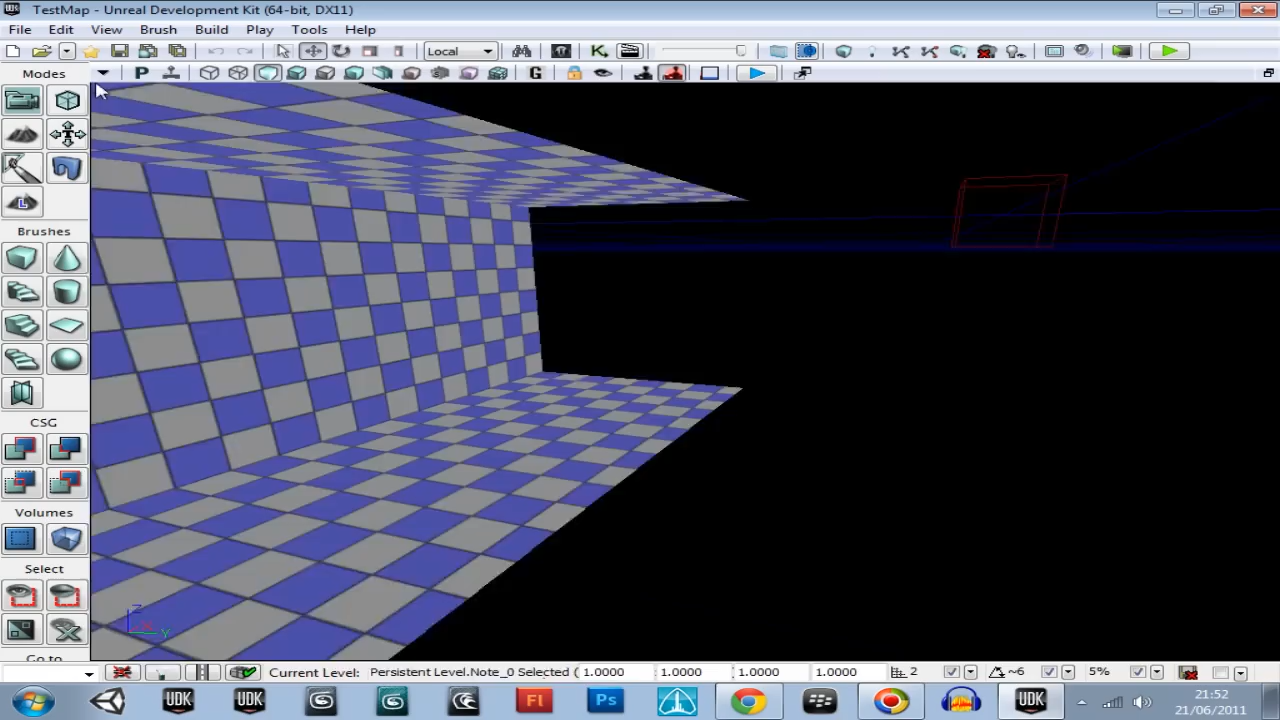 TestMap - Unreal Development Kit (64-bit, DX11)
File Edit View Brush Build Play Tools Help
Local
Modes
P
G
L
Brushes
CSG
Volumes
Select
Go to
Z
Y
Current Level: Persistent Level.Note_0 Selected ( 1.0000 1.0000 1.0000 1.0000 2 ~6 5%
UDK UDK Fl Ps UDK
21:52
21/06/2011